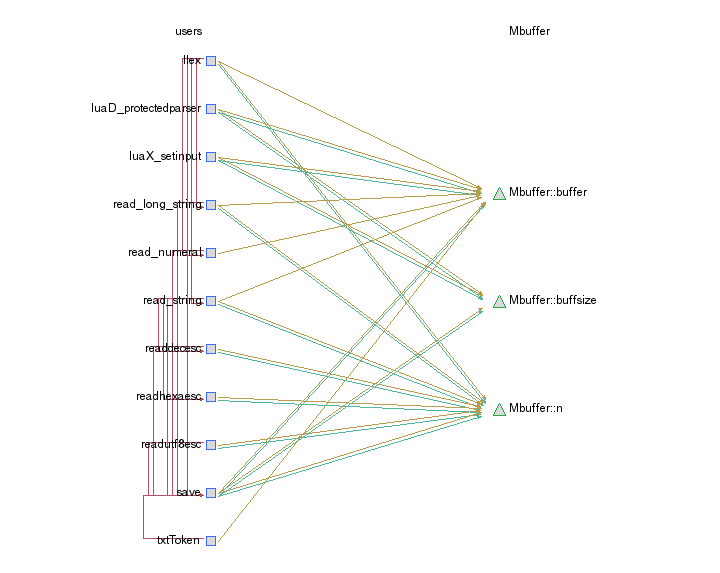 users
Mbuffer
llex
luaD_protectedparser
luaX_setinput
read_long_string
read_numeral
read_string
readdecesc
readhexaesc
readutf8esc
save
txtToken
Mbuffer::buffer
Mbuffer::buffsize
Mbuffer::n